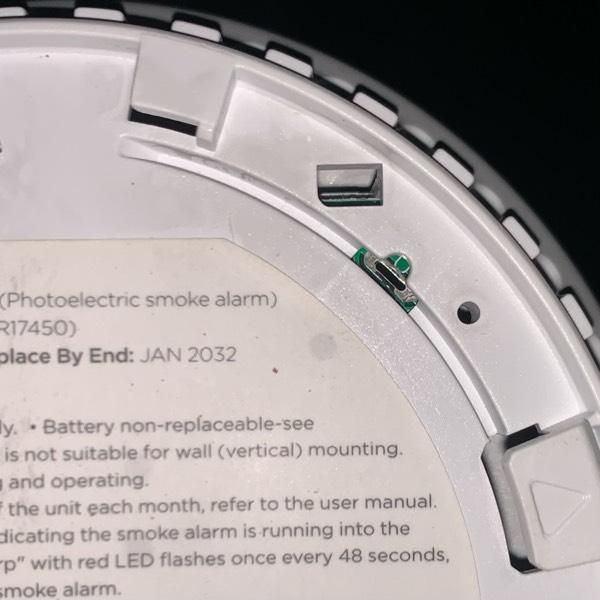 (Photoelectric smoke alarm)
R17450)
place By End: JAN 2032
ly. • Battery non-replaceable-see
is not suitable for wall (vertical) mounting.
g and operating.
f the unit each month, refer to the user manual.
dicating the smoke alarm is running into the
rp" with red LED flashes once every 48 seconds,
smoke alarm.